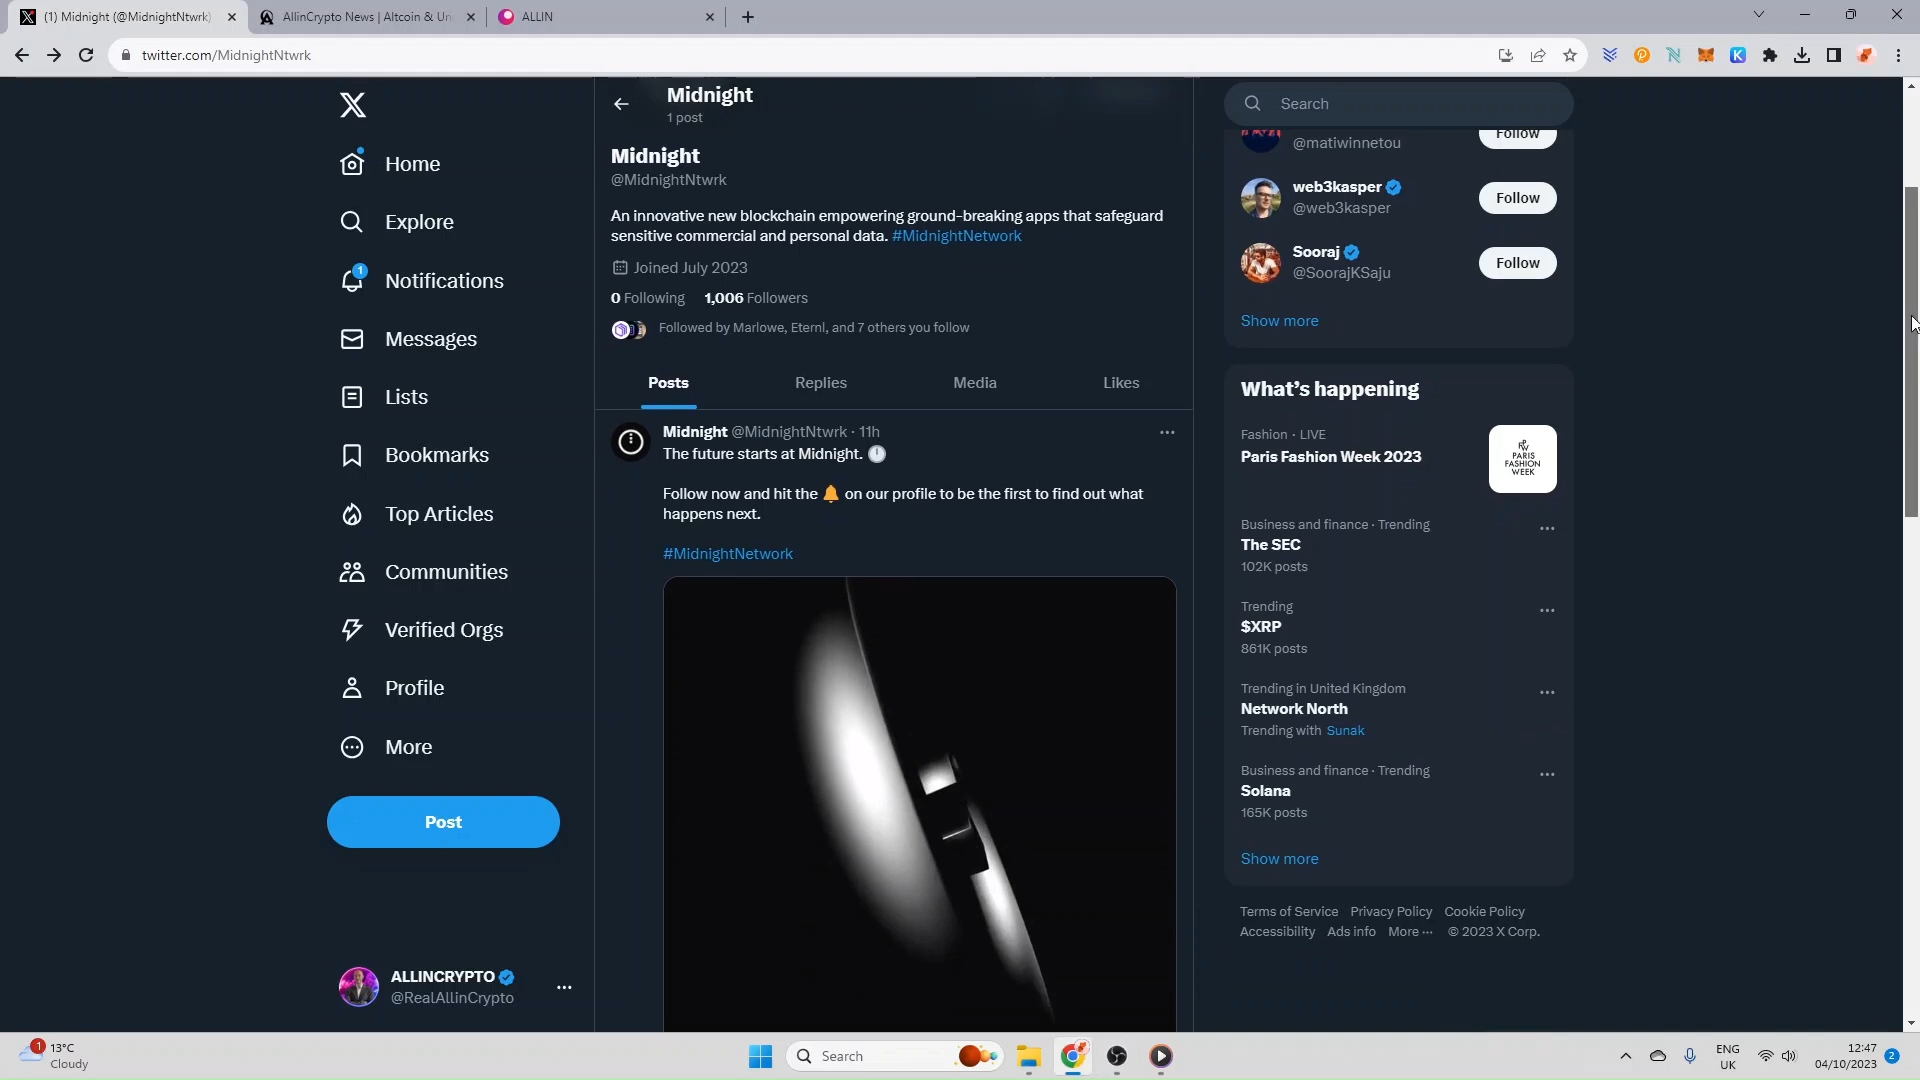 (1) Midnight (@MidnightNtwrk)
AllinCrypto News | Altcoin & Un
ALLIN
twitter.com/MidnightNtwrk
Home
Explore
1
Notifications
Messages
Lists
Bookmarks
Top Articles
Communities
Verified Orgs
Profile
More
Post
ALLINCRYPTO
@RealAllinCrypto
Midnight
1 post
Midnight
@MidnightNtwrk
An innovative new blockchain empowering ground-breaking apps that safeguard
sensitive commercial and personal data. #MidnightNetwork
Joined July 2023
0 Following 1,006 Followers
Followed by Marlowe, Eternl, and 7 others you follow
Posts Replies Media Likes
Midnight @MidnightNtwrk · 11h
The future starts at Midnight.
Follow now and hit the 🔔 on our profile to be the first to find out what
happens next.
#MidnightNetwork
Search
@matiwinnetou
Follow
web3kasper
@web3kasper
Follow
Sooraj
@SoorajKSaju
Follow
Show more
What's happening
Fashion · LIVE
Paris Fashion Week 2023
PARIS
FASHION
WEEK
Business and finance · Trending
The SEC
102K posts
Trending
$XRP
861K posts
Trending in United Kingdom
Network North
Trending with Sunak
Business and finance · Trending
Solana
165K posts
Show more
Terms of Service Privacy Policy Cookie Policy
Accessibility Ads info More ··· © 2023 X Corp.
1
13°C
Cloudy
Search
ENG
UK
12:47
04/10/2023
2